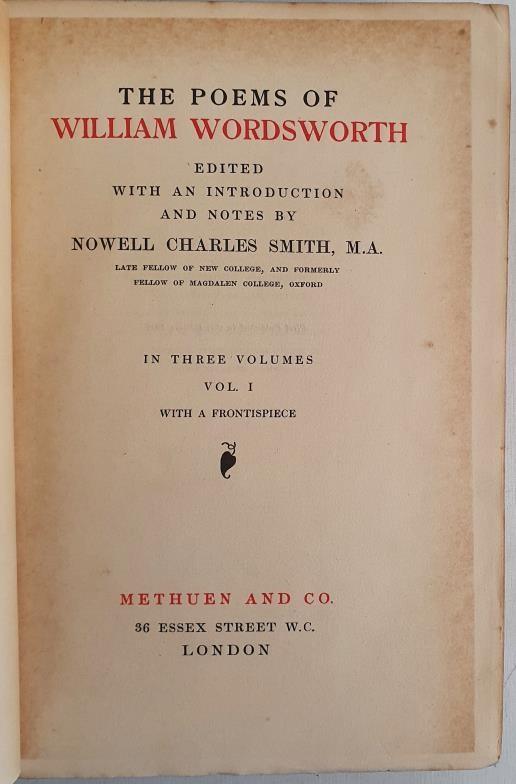 THE POEMS OF
WILLIAM WORDSWORTH
EDITED
WITH AN INTRODUCTION
AND NOTES BY
NOWELL CHARLES SMITH, M.A.
LATE FELLOW OF NEW COLLEGE, AND FORMERLY
FELLOW OF MAGDALEN COLLEGE, OXFORD
IN THREE VOLUMES
VOL. I
WITH A FRONTISPIECE
METHUEN AND CO.
36 ESSEX STREET W.C.
LONDON